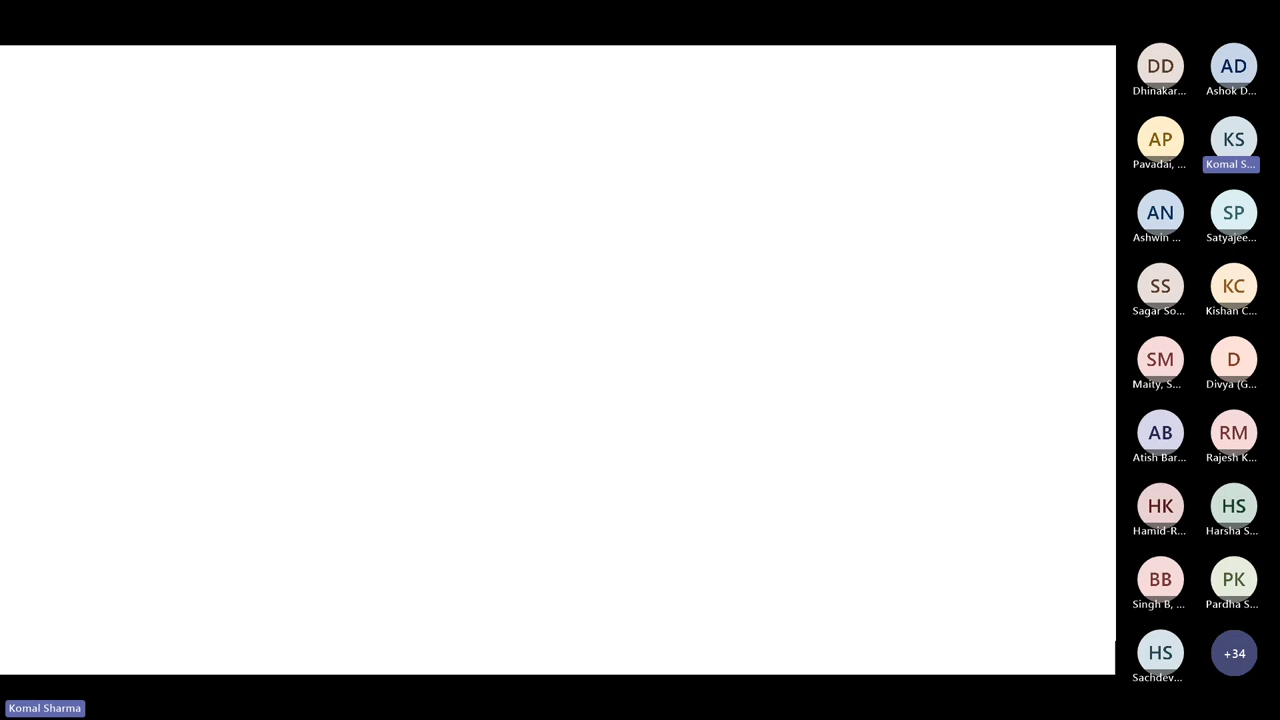 DD AD
Dhinakar... Ashok D...
AP KS
Pavadai, ... Komal S...
AN SP
Ashwin ... Satyajee...
SS KC
Sagar So... Kishan C...
SM D
Maity, S... Divya (G...
AB RM
Atish Bar... Rajesh K...
HK HS
Hamid-R... Harsha S...
BB PK
Singh B, ... Pardha S...
HS +34
Sachdev...
Komal Sharma